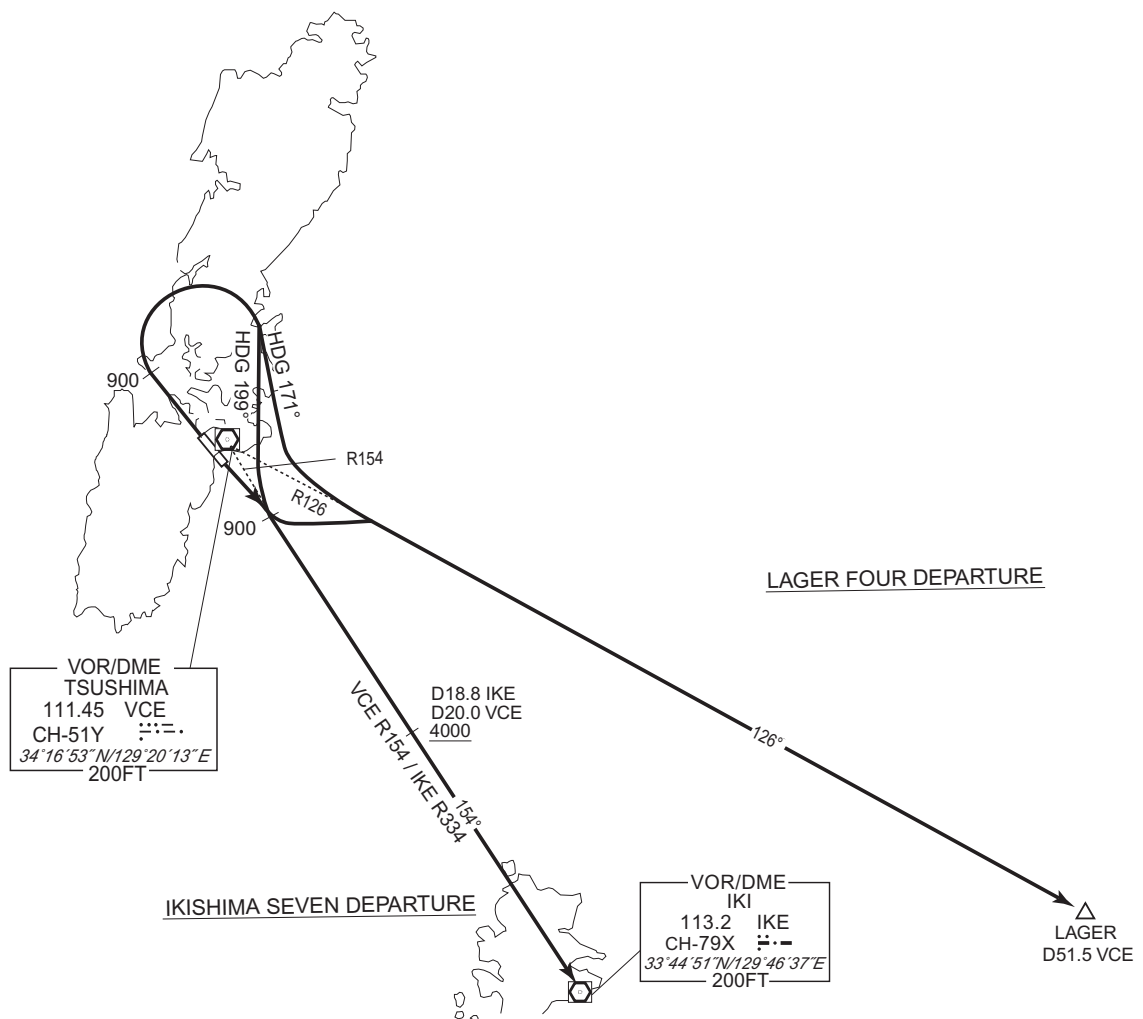 HDG 199°
HDG 171°
900
R154
R126
900
LAGER FOUR DEPARTURE
VOR/DME
TSUSHIMA
111.45 VCE
CH-51Y
34°16′53″N/129°20′13″E
200FT
D18.8 IKE
D20.0 VCE
4000
VCE R154 / IKE R334
154°
126°
IKISHIMA SEVEN DEPARTURE
VOR/DME
IKI
113.2 IKE
CH-79X
33°44′51″N/129°46′37″E
200FT
LAGER
D51.5 VCE